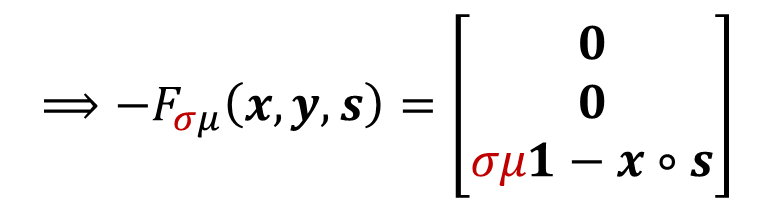 ⟹ −F_{σμ}(x, y, s) = [
0
0
σμ1 − x ∘ s
]